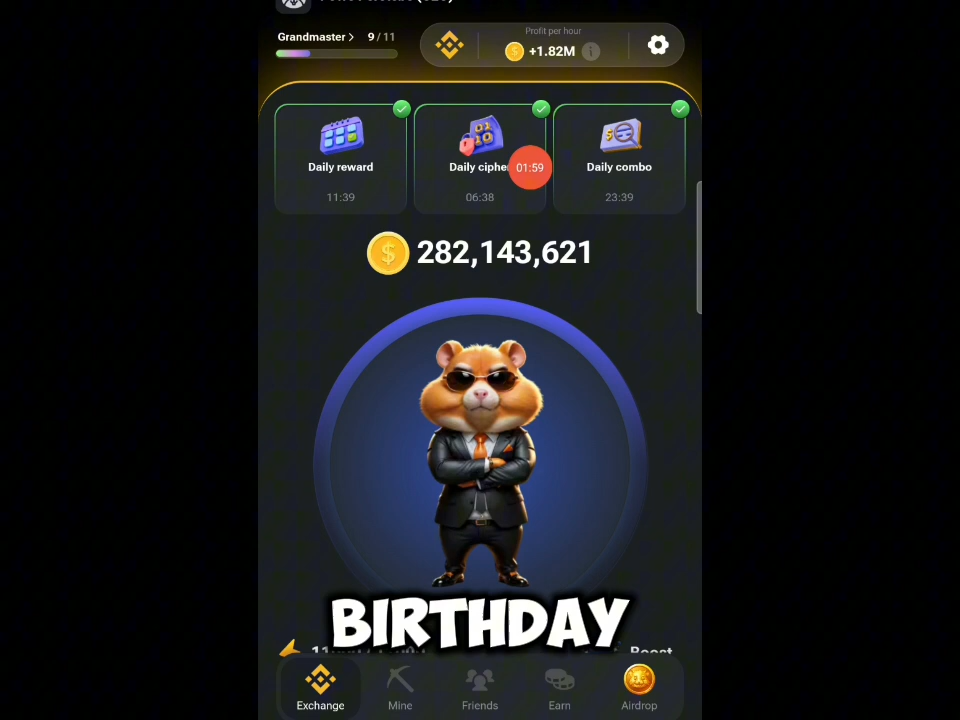 Grandmaster > 9 / 11
Profit per hour
+1.82M
Daily reward
Daily cipher
01:59
Daily combo
11:39
06:38
23:39
282,143,621
BIRTHDAY
Boost
Exchange
Mine
Friends
Earn
Airdrop